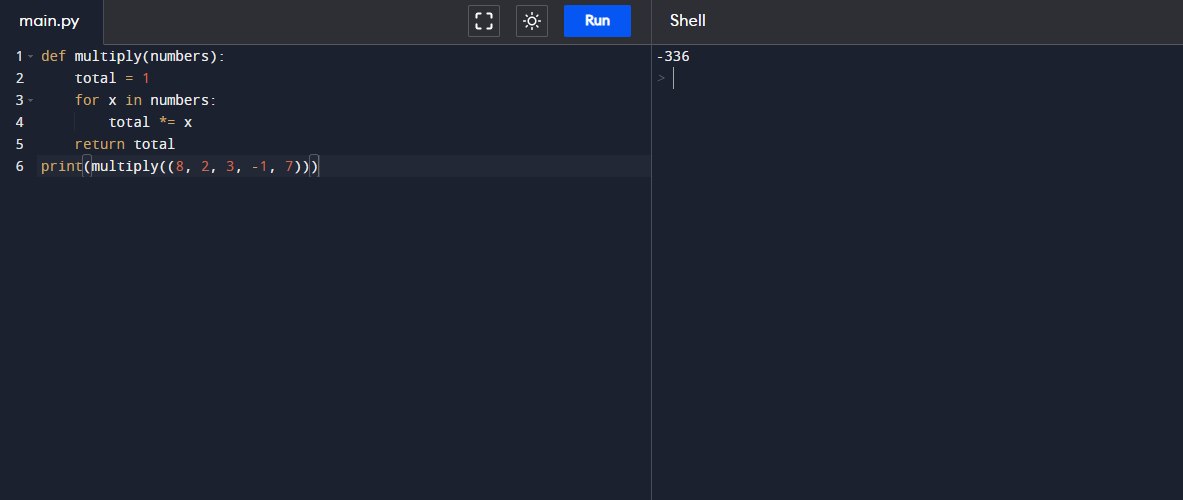 main.py
Run
Shell
1 def multiply(numbers):
2     total = 1
3     for x in numbers:
4         total *= x
5     return total
6 print(multiply((8, 2, 3, -1, 7)))
-336
>